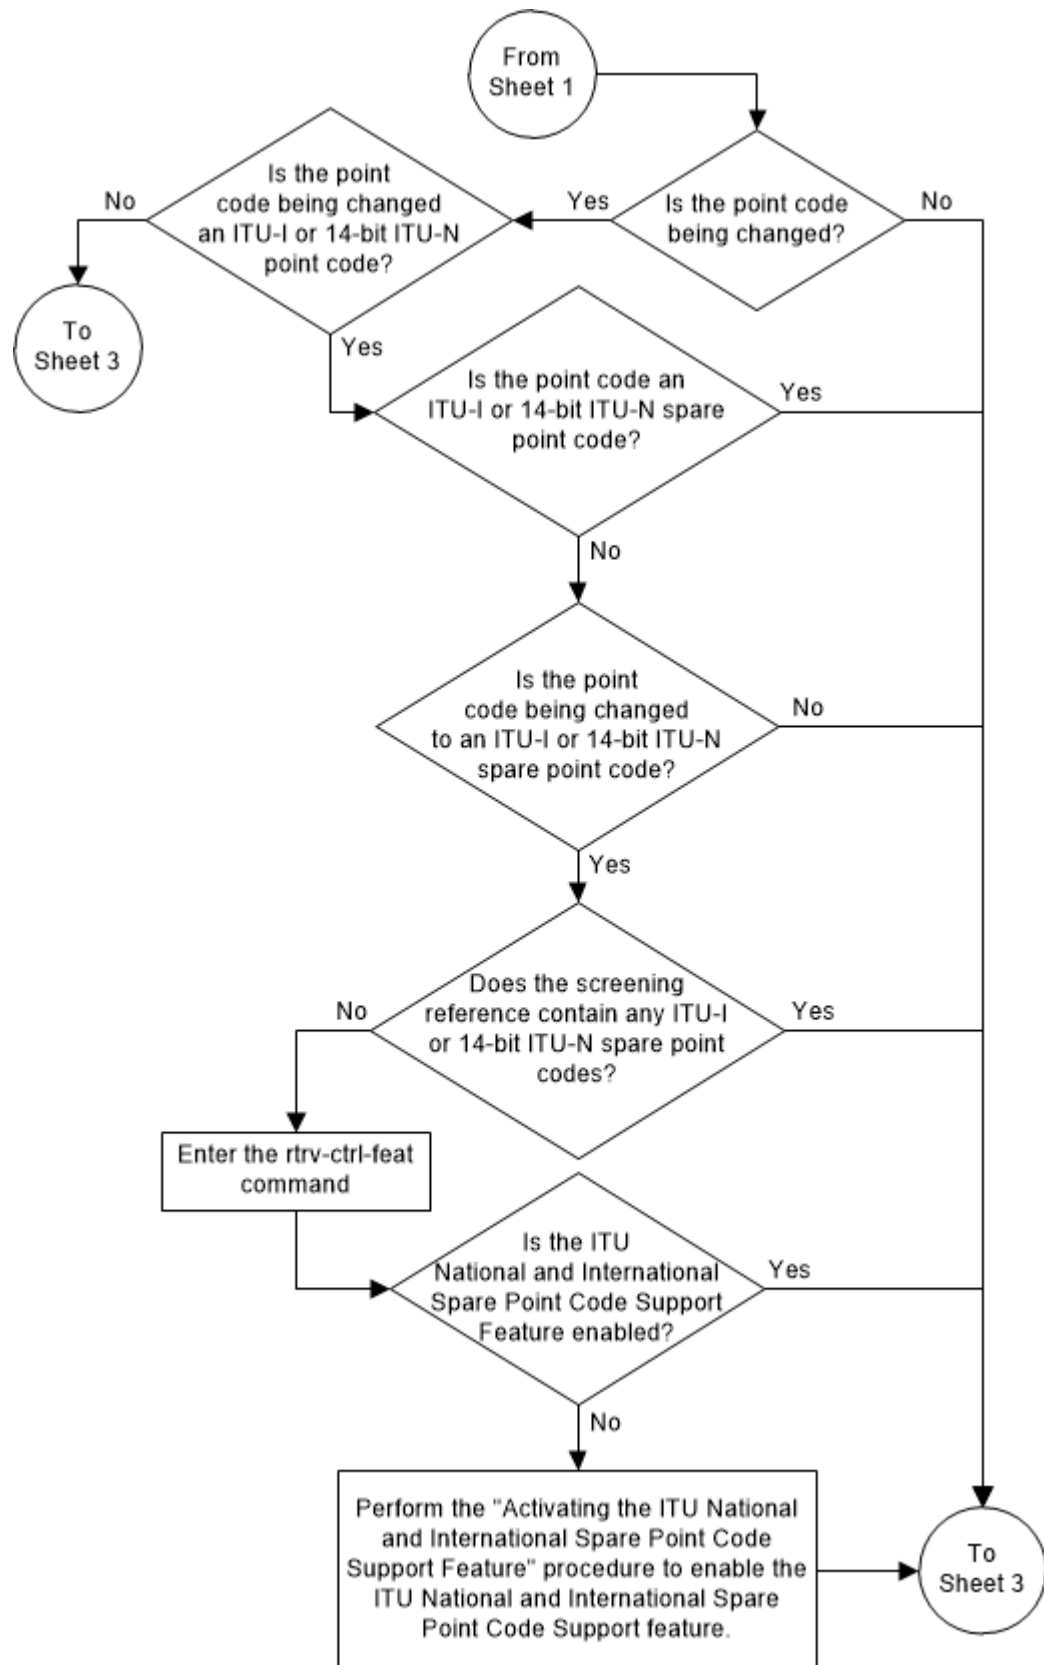 From
Sheet 1
Is the point code
being changed?
Yes
No
Is the point
code being changed
an ITU-I or 14-bit ITU-N
point code?
No
Yes
To
Sheet 3
Is the point code an
ITU-I or 14-bit ITU-N spare
point code?
Yes
No
Is the point
code being changed
to an ITU-I or 14-bit ITU-N
spare point code?
No
Yes
Does the screening
reference contain any ITU-I
or 14-bit ITU-N spare point
codes?
No
Yes
Enter the rtrv-ctrl-feat
command
Is the ITU
National and International
Spare Point Code Support
Feature enabled?
Yes
No
Perform the "Activating the ITU National
and International Spare Point Code
Support Feature" procedure to enable the
ITU National and International Spare
Point Code Support feature.
To
Sheet 3